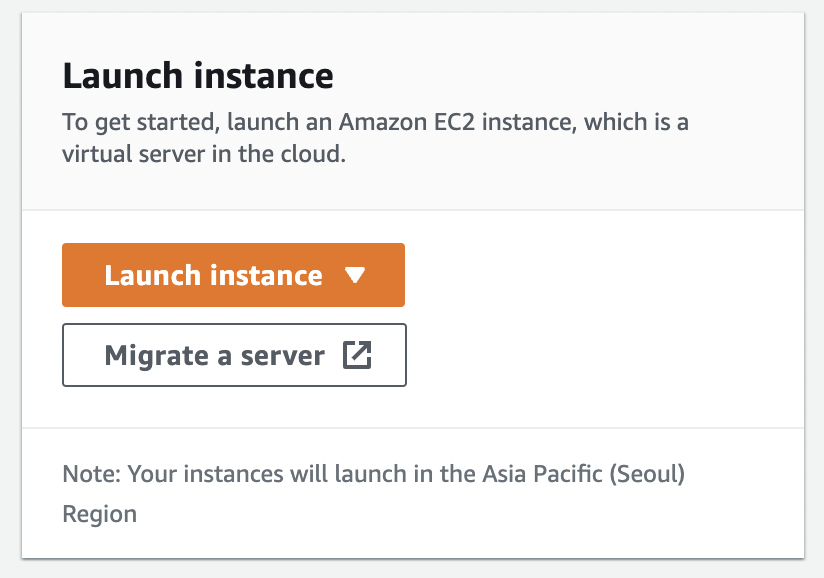 Launch instance
To get started, launch an Amazon EC2 instance, which is a
virtual server in the cloud.
Launch instance
Migrate a server
Note: Your instances will launch in the Asia Pacific (Seoul)
Region